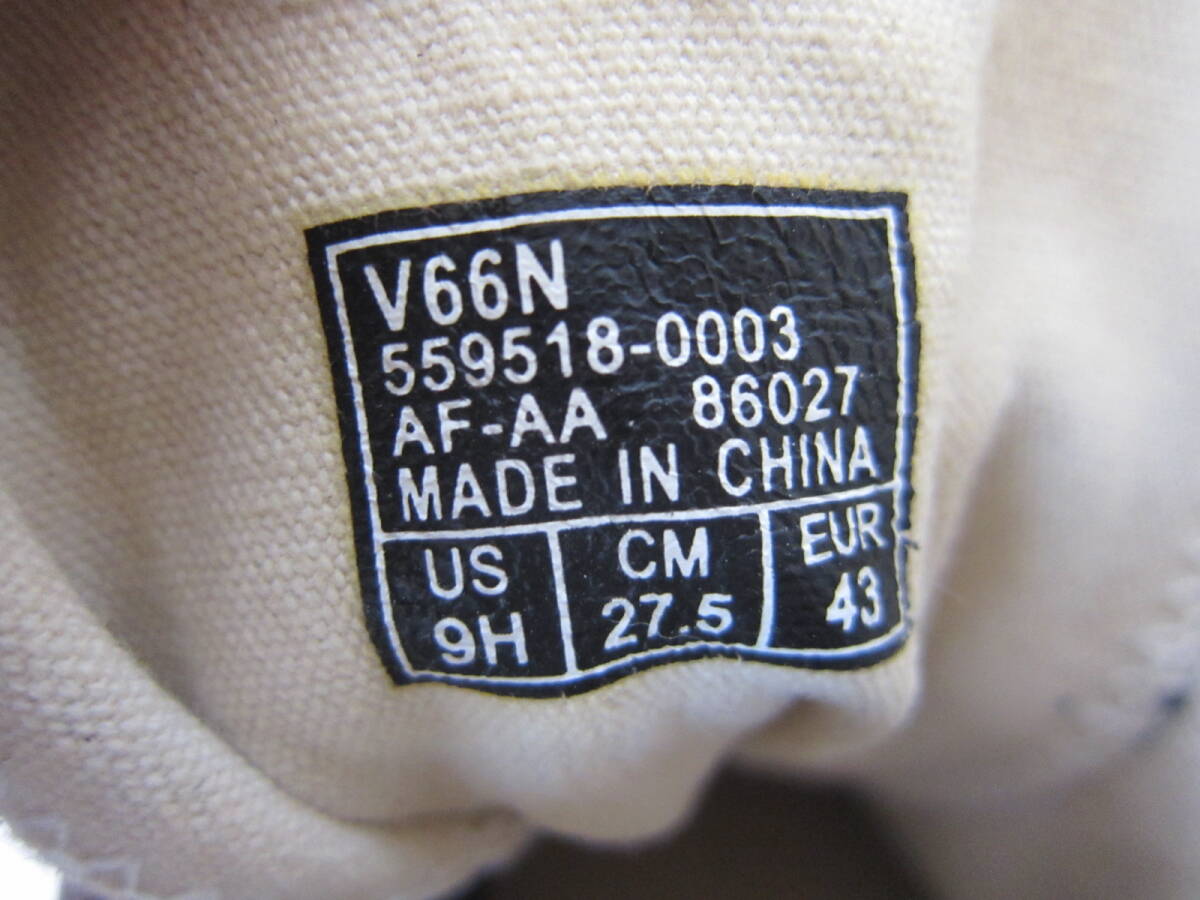 V66N
559518-0003
AF-AA 86027
MADE IN CHINA
US CM EUR
9H 27.5 43